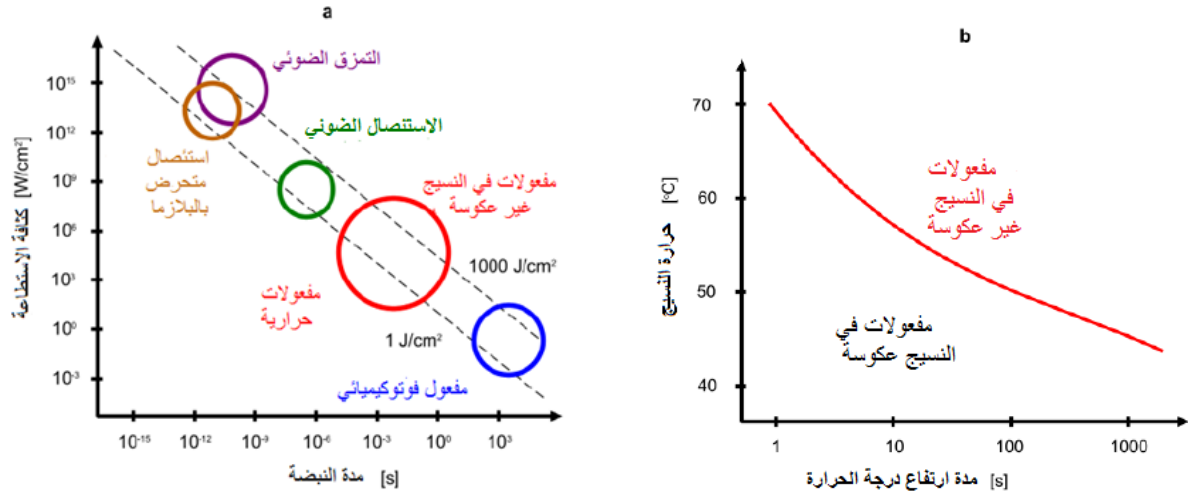 a
كثافة الاستطاعة [W/cm²]
10¹⁵
10¹²
10⁹
10⁶
10³
10⁰
10⁻³
التمزق الضوئي
الاستئصال الضوئي
استئصال
متحرض
بالبلازما
مفعولات في النسيج
غير عكوسة
1000 J/cm²
مفعولات
حرارية
1 J/cm²
مفعول فوتوكيميائي
10⁻¹⁵
10⁻¹²
10⁻⁹
10⁻⁶
10⁻³
10⁰
10³
مدة النبضة [s]
b
حرارة النسيج [°C]
70
60
50
40
مفعولات
في النسيج
غير عكوسة
مفعولات في
النسيج عكوسة
1
10
100
1000
مدة ارتفاع درجة الحرارة [s]